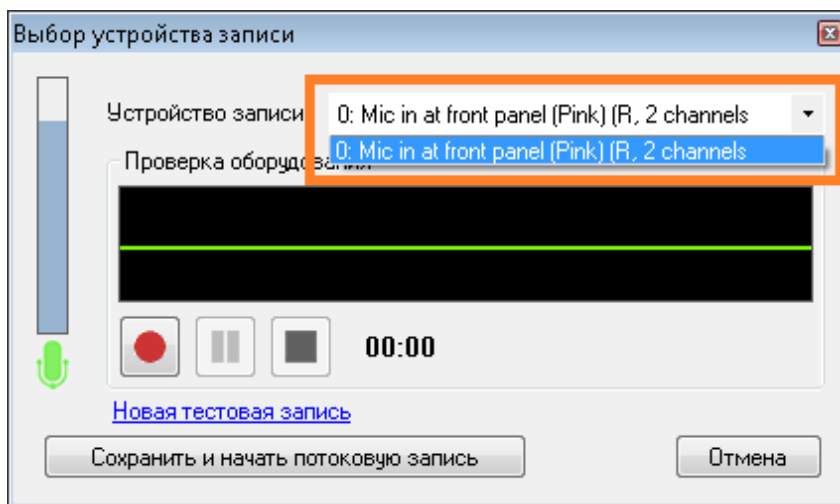 Выбор устройства записи
Устройство записи
0: Mic in at front panel (Pink) (R, 2 channels
0: Mic in at front panel (Pink) (R, 2 channels
Проверка оборудования
00:00
Новая тестовая запись
Сохранить и начать потоковую запись
Отмена